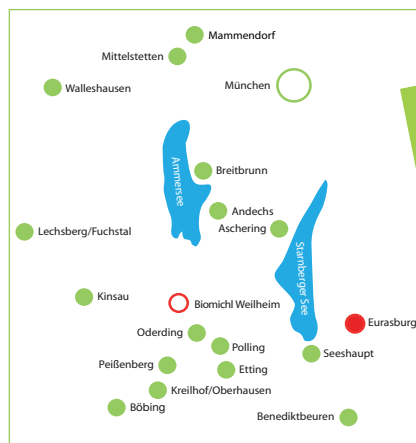 Mammendorf
Mittelstetten
München
Walleshausen
Ammersee
Breitbrunn
Andechs
Aschering
Lechsberg/Fuchstal
Starnberger See
Kinsau
Biomichl Weilheim
Eurasburg
Oderding
Polling
Seeshaupt
Peißenberg
Etting
Kreilhof/Oberhausen
Böbing
Benediktbeuren